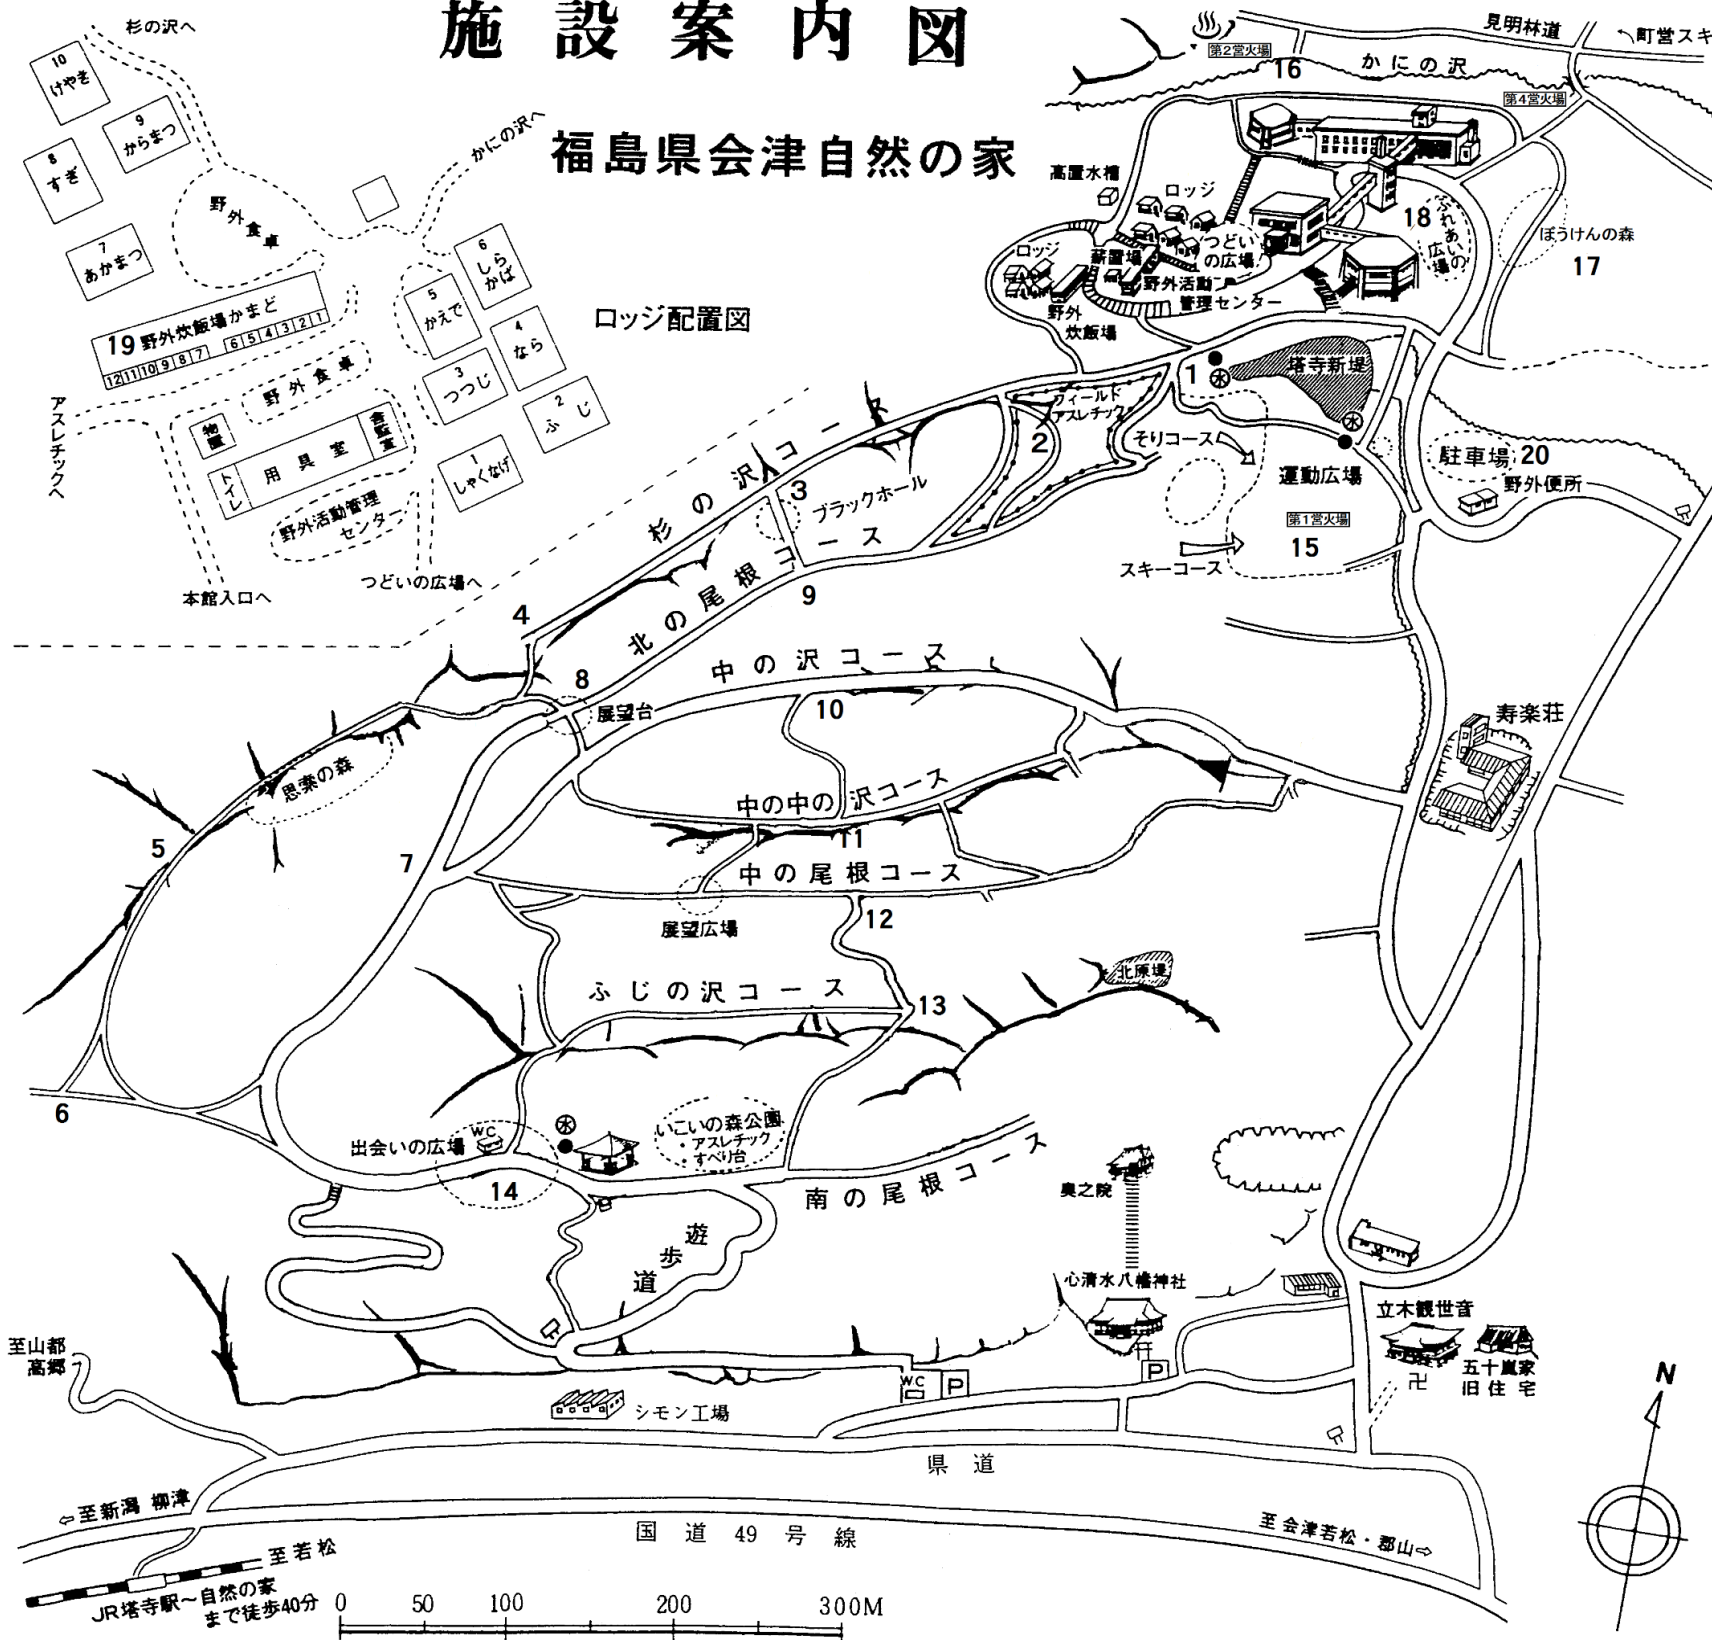 施設案内図
福島県会津自然の家
ロッジ配置図
杉の沢へ
10
けやき
9
からまつ
8
すぎ
7
あかまつ
野外食卓
かにの沢へ
6
しらかば
5
かえで
4
なら
3
つつじ
2
ふじ
1
しゃくなげ
19 野外炊飯場かまど
12 11 10 9 8 7 6 5 4 3 2 1
野外食卓
物置
用具室
トイレ
野外活動管理
センター
アスレチックへ
本館入口へ
つどいの広場へ
見明林道
町営スキ
第2営火場
16
かにの沢
第4営火場
高置水槽
ロッジ
ロッジ
薪置場
つどい
の広場
野外活動
管理センター
野外
炊飯場
18
ふれあいの
広場
ぼうけんの森
17
1
水
塔寺新堤
水
フィールド
アスレチック
2
そりコース
運動広場
駐車場 20
野外便所
第1営火場
15
スキーコース
杉の沢コース
3
ブラックホール
4
北の尾根コース
9
8
展望台
中の沢コース
10
思索の森
5
中の中の沢コース
11
7
中の尾根コース
展望広場
12
寿楽荘
北原堤
ふじの沢コース
13
6
出会いの広場
WC
水
14
いこいの森公園
・アスレチック
・すべり台
南の尾根コース
遊歩道
奥之院
心清水八幡神社
立木観世音
卍
五十嵐家
旧住宅
至山都
高郷
シモン工場
WC
P
P
県道
N
⇦至新潟 柳津
国道49号線
至会津若松・郡山⇨
至若松
JR塔寺駅〜自然の家
まで徒歩40分
0 50 100 200 300M